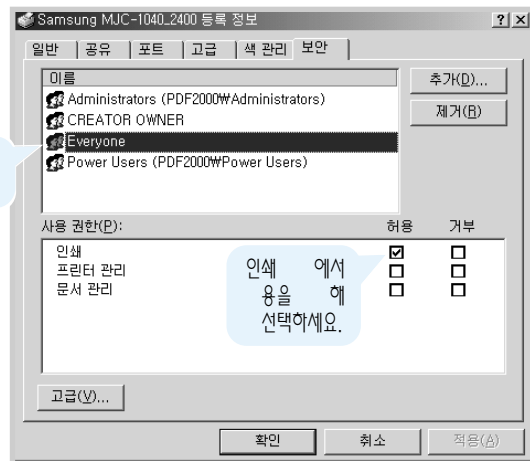 Samsung MJC-1040_2400 등록 정보
일반 공유 포트 고급 색 관리 보안
이름
추가(D)...
Administrators (PDF2000₩Administrators)
제거(R)
CREATOR OWNER
Everyone
Power Users (PDF2000₩Power Users)
사용 권한(P): 허용 거부
인쇄
프린터 관리
문서 관리
인쇄 에서
용을 해
선택하세요.
고급(V)...
확인 취소 적용(A)